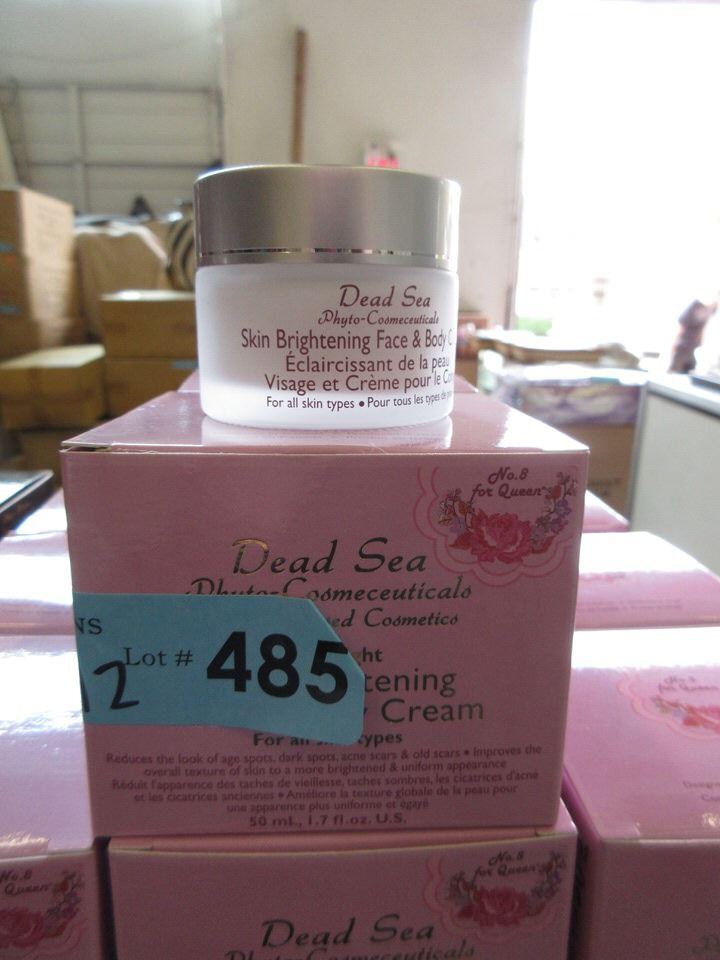 Dead Sea
Phyto-Cosmeceuticals
Skin Brightening Face & Body
Éclaircissant de la peau
Visage et Crème pour le
For all skin types • Pour tous les types de
No.8
for Queen
Dead Sea
Phyto-Cosmeceuticals
Cosmetics
Lot # 485
12
Cream
For all types
Reduces the look of age spots, dark spots, acne scars & old scars • Improves the
overall texture of skin to a more brightened & uniform appearance
Réduit l'apparence des taches de vieillesse, taches sombres, les cicatrices d'acné
et les cicatrices anciennes • Améliore la texture globale de la peau pour
une apparence plus uniforme et égayé
50 mL, 1.7 fl.oz. U.S.
No.8
for Queen
Dead Sea
Phyto-Cosmeceuticals
No.8
Queen
No.8
for Queen